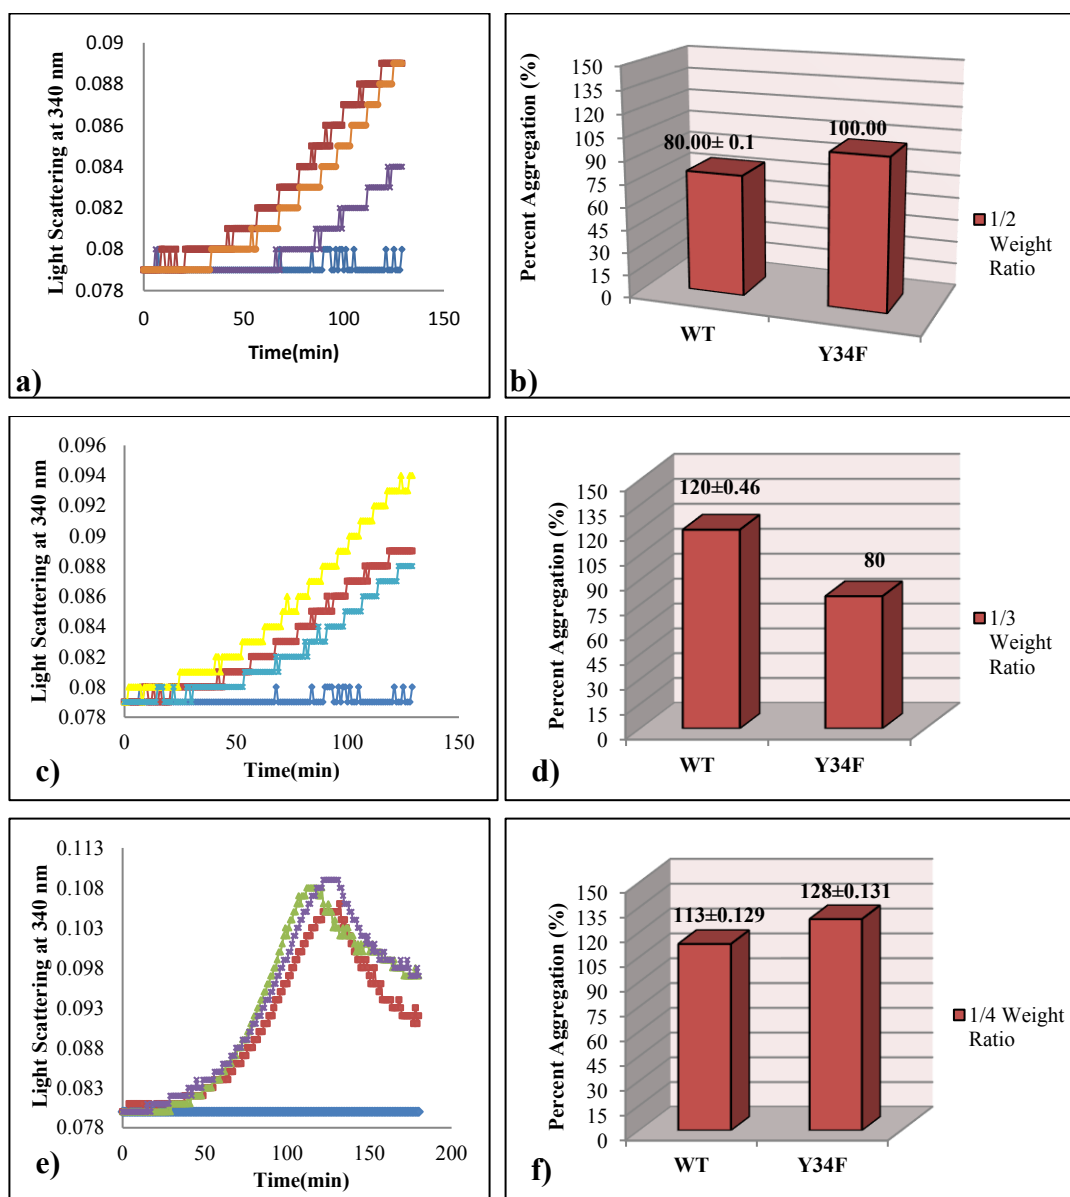 0.09
0.088
0.086
0.084
0.082
0.08
0.078
Light Scattering at 340 nm
0
50
100
150
Time(min)
a)
Percent Aggregation (%)
150
135
120
105
90
75
60
45
30
15
0
80.00± 0.1
100.00
WT
Y34F
1/2
Weight
Ratio
b)
0.096
0.094
0.092
0.09
0.088
0.086
0.084
0.082
0.08
0.078
Light Scattering at 340 nm
0
50
100
150
Time(min)
c)
Percent Aggregation (%)
150
135
120
105
90
75
60
45
30
15
0
120±0.46
80
WT
Y34F
1/3
Weight
Ratio
d)
0.113
0.108
0.103
0.098
0.093
0.088
0.083
0.078
Light Scattering at 340 nm
0
50
100
150
200
Time(min)
e)
Percent Aggregation (%)
150
135
120
105
90
75
60
45
30
15
0
113±0.129
128±0.131
WT
Y34F
1/4 Weight
Ratio
f)